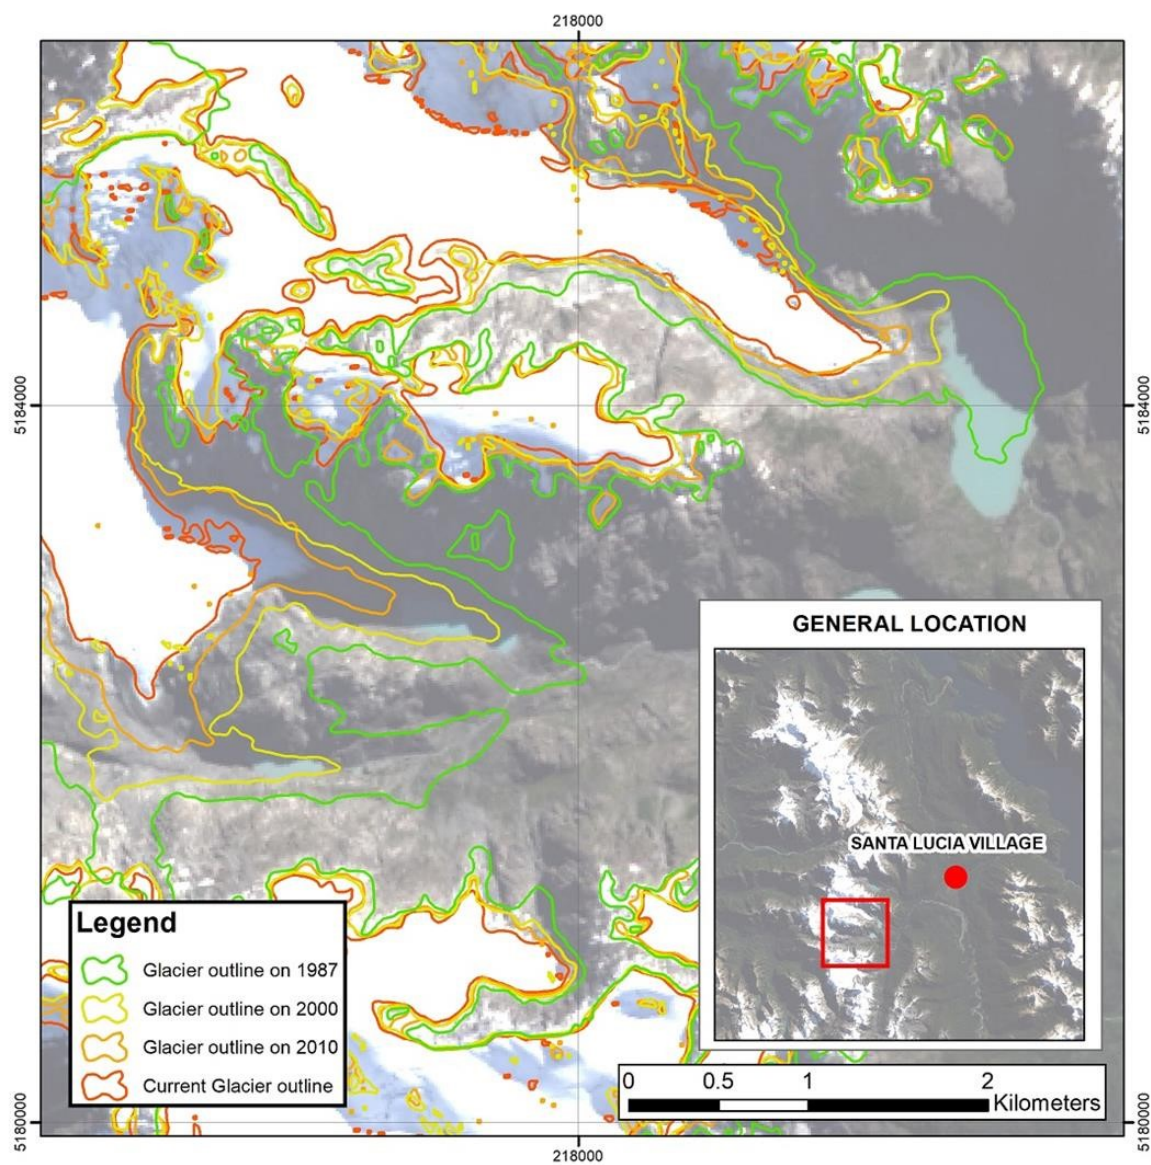 218000
5184000
5184000
GENERAL LOCATION
SANTA LUCIA VILLAGE
Legend
Glacier outline on 1987
Glacier outline on 2000
Glacier outline on 2010
Current Glacier outline
0 0.5 1 2
Kilometers
5180000
5180000
218000